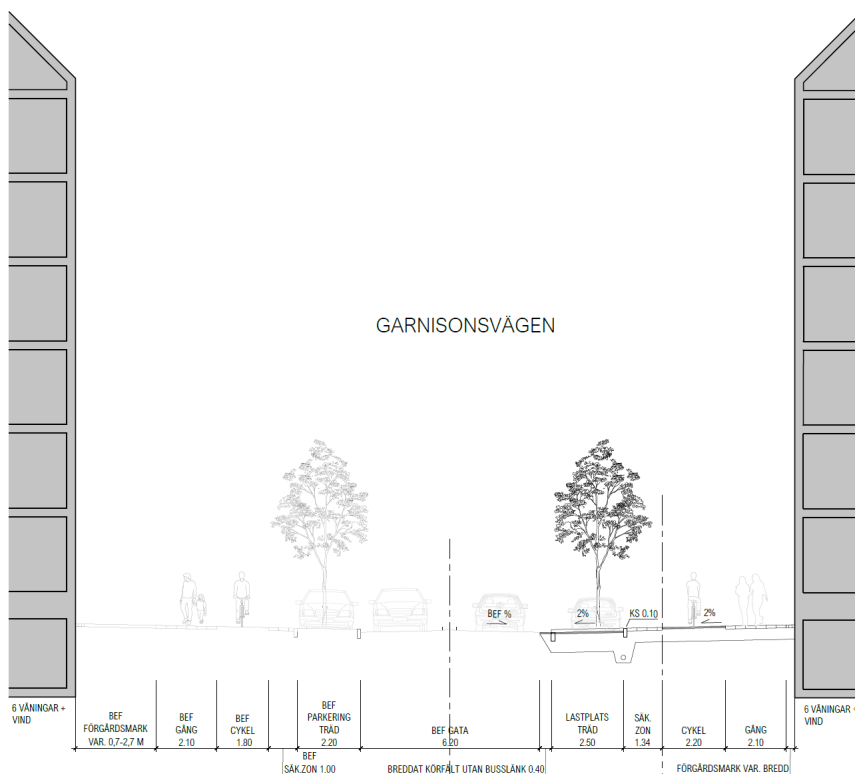 GARNISONSVÄGEN
BEF %
2%
KS 0.10
2%
6 VÅNINGAR +
VIND
BEF
FÖRGÅRDSMARK
VAR. 0,7-2,7 M
BEF
GÅNG
2.10
BEF
CYKEL
1.80
BEF
SÄK.ZON 1.00
BEF
PARKERING
TRÄD
2.20
BEF GATA
6.20
BREDDAT KÖRFÄLT UTAN BUSSLÄNK 0.40
LASTPLATS
TRÄD
2.50
SÄK.
ZON
1.34
CYKEL
2.20
GÅNG
2.10
FÖRGÅRDSMARK VAR. BREDD
6 VÅNINGAR +
VIND